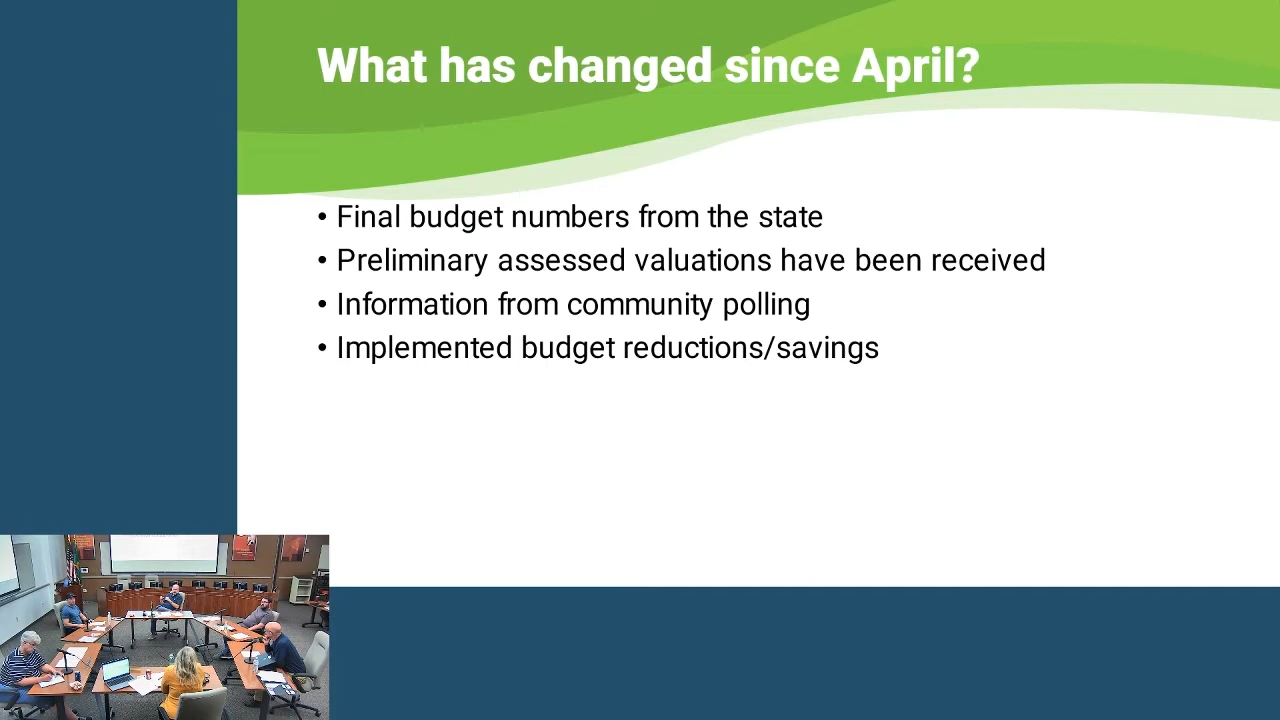 What has changed since April?
• Final budget numbers from the state
• Preliminary assessed valuations have been received
• Information from community polling
• Implemented budget reductions/savings